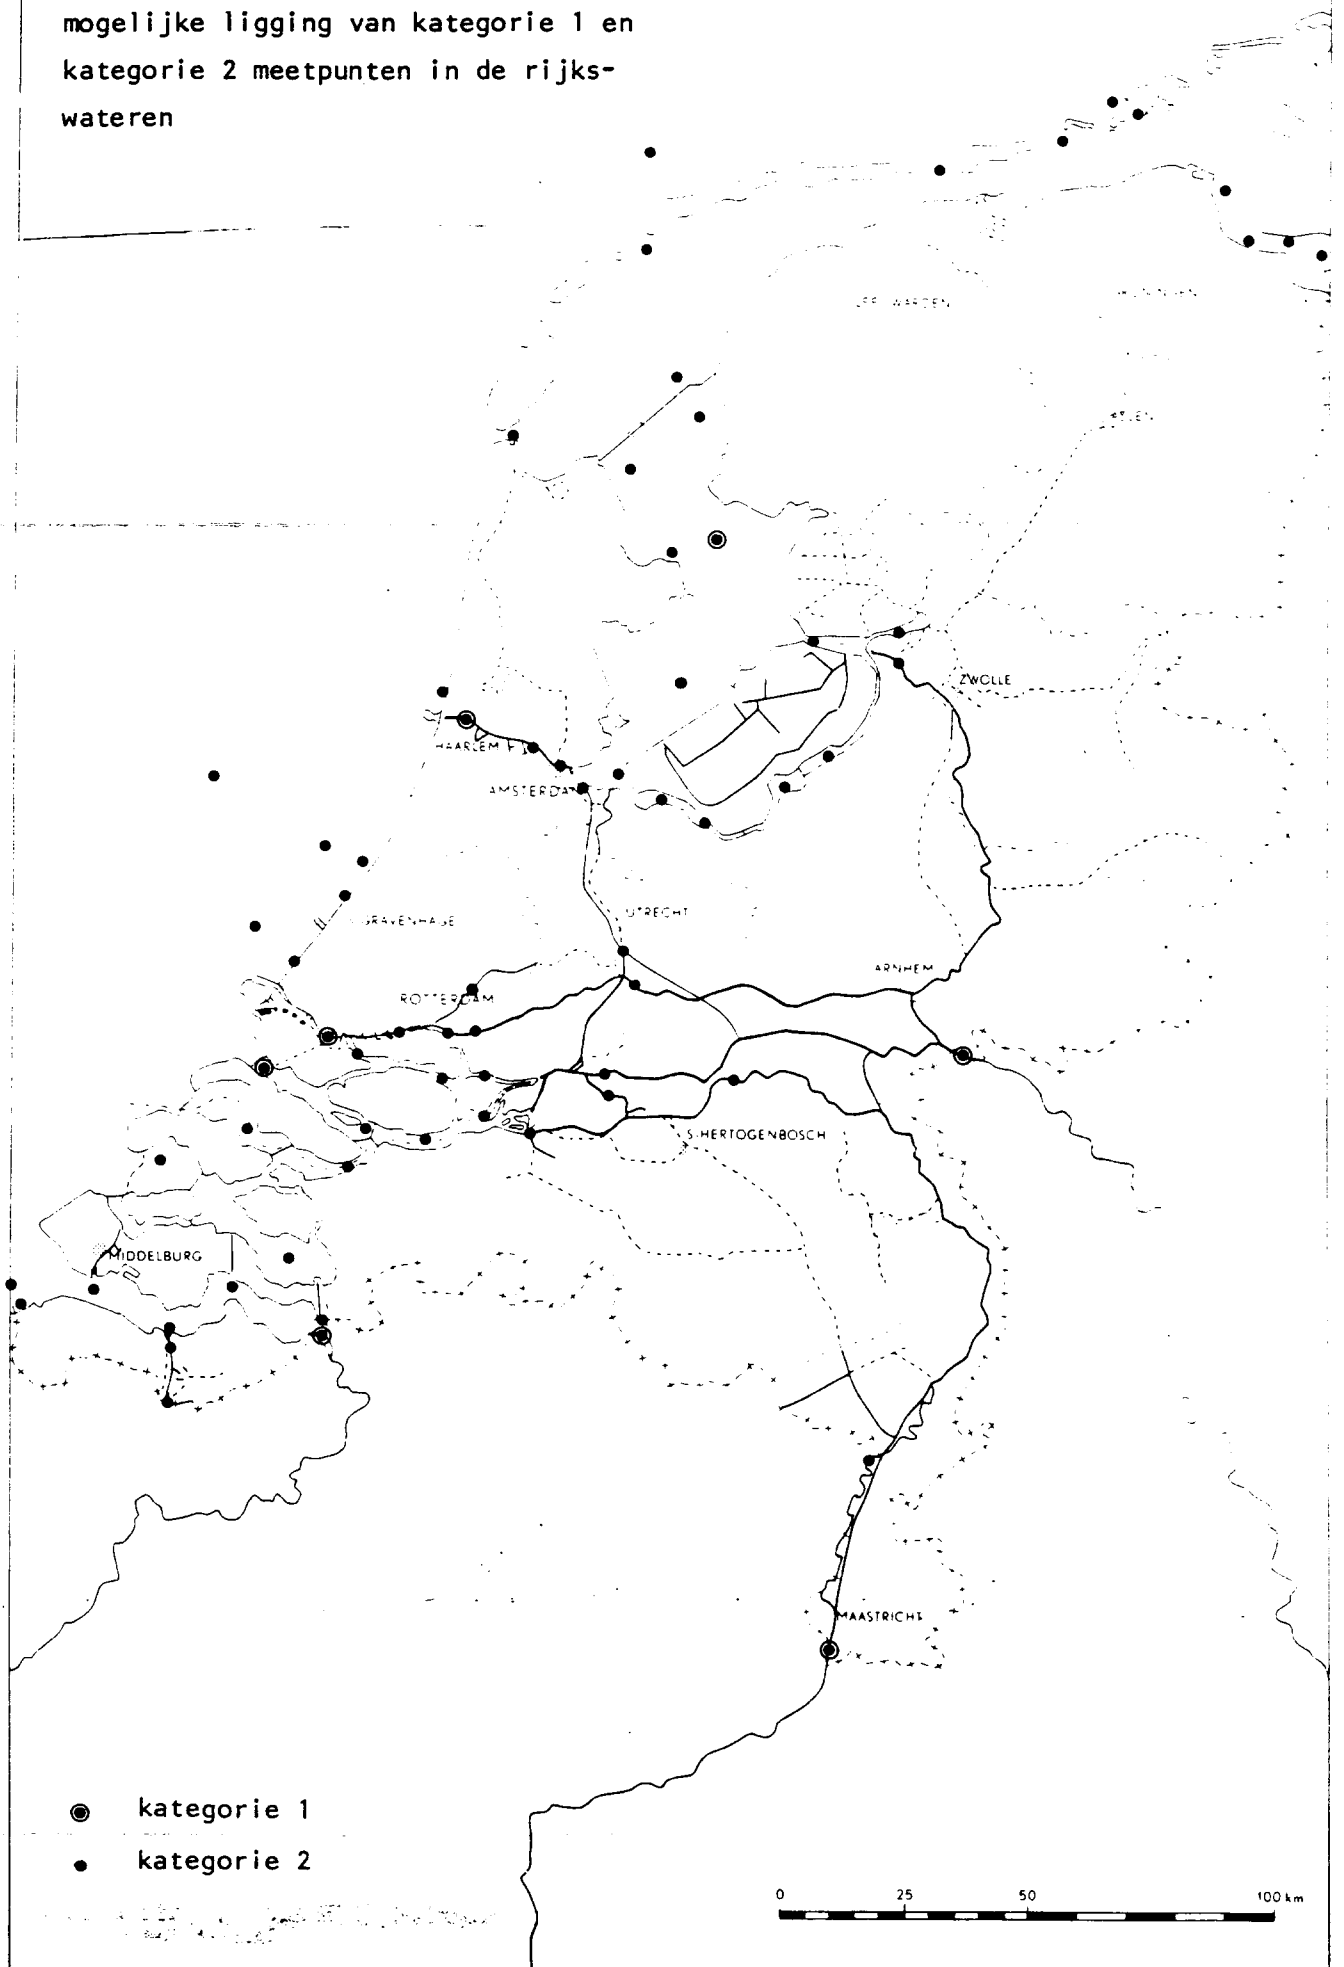 mogelijke ligging van kategorie 1 en
kategorie 2 meetpunten in de rijks-
wateren
ZWOLLE
HAARLEM
AMSTERDAM
UTRECHT
GRAVENHAGE
ARNHEM
ROTTERDAM
S-HERTOGENBOSCH
MIDDELBURG
MAASTRICHT
kategorie 1
kategorie 2
0 25 50 100 km